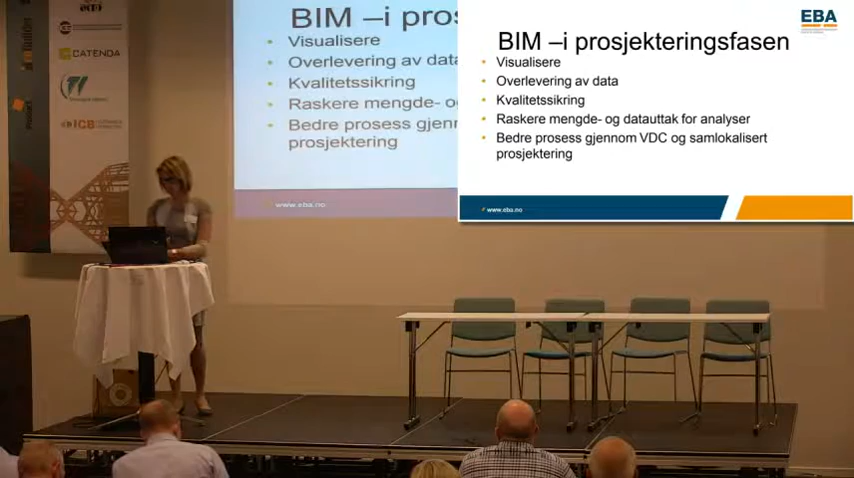 CATENDA
ICB
BIM –i pros
• Visualisere
• Overlevering av data
• Kvalitetssikring
• Raskere mengde- o
• Bedre prosess gjenn
prosjektering
www.eba.no
EBA
BIM –i prosjekteringsfasen
• Visualisere
• Overlevering av data
• Kvalitetssikring
• Raskere mengde- og datauttak for analyser
• Bedre prosess gjennom VDC og samlokalisert
prosjektering
www.eba.no